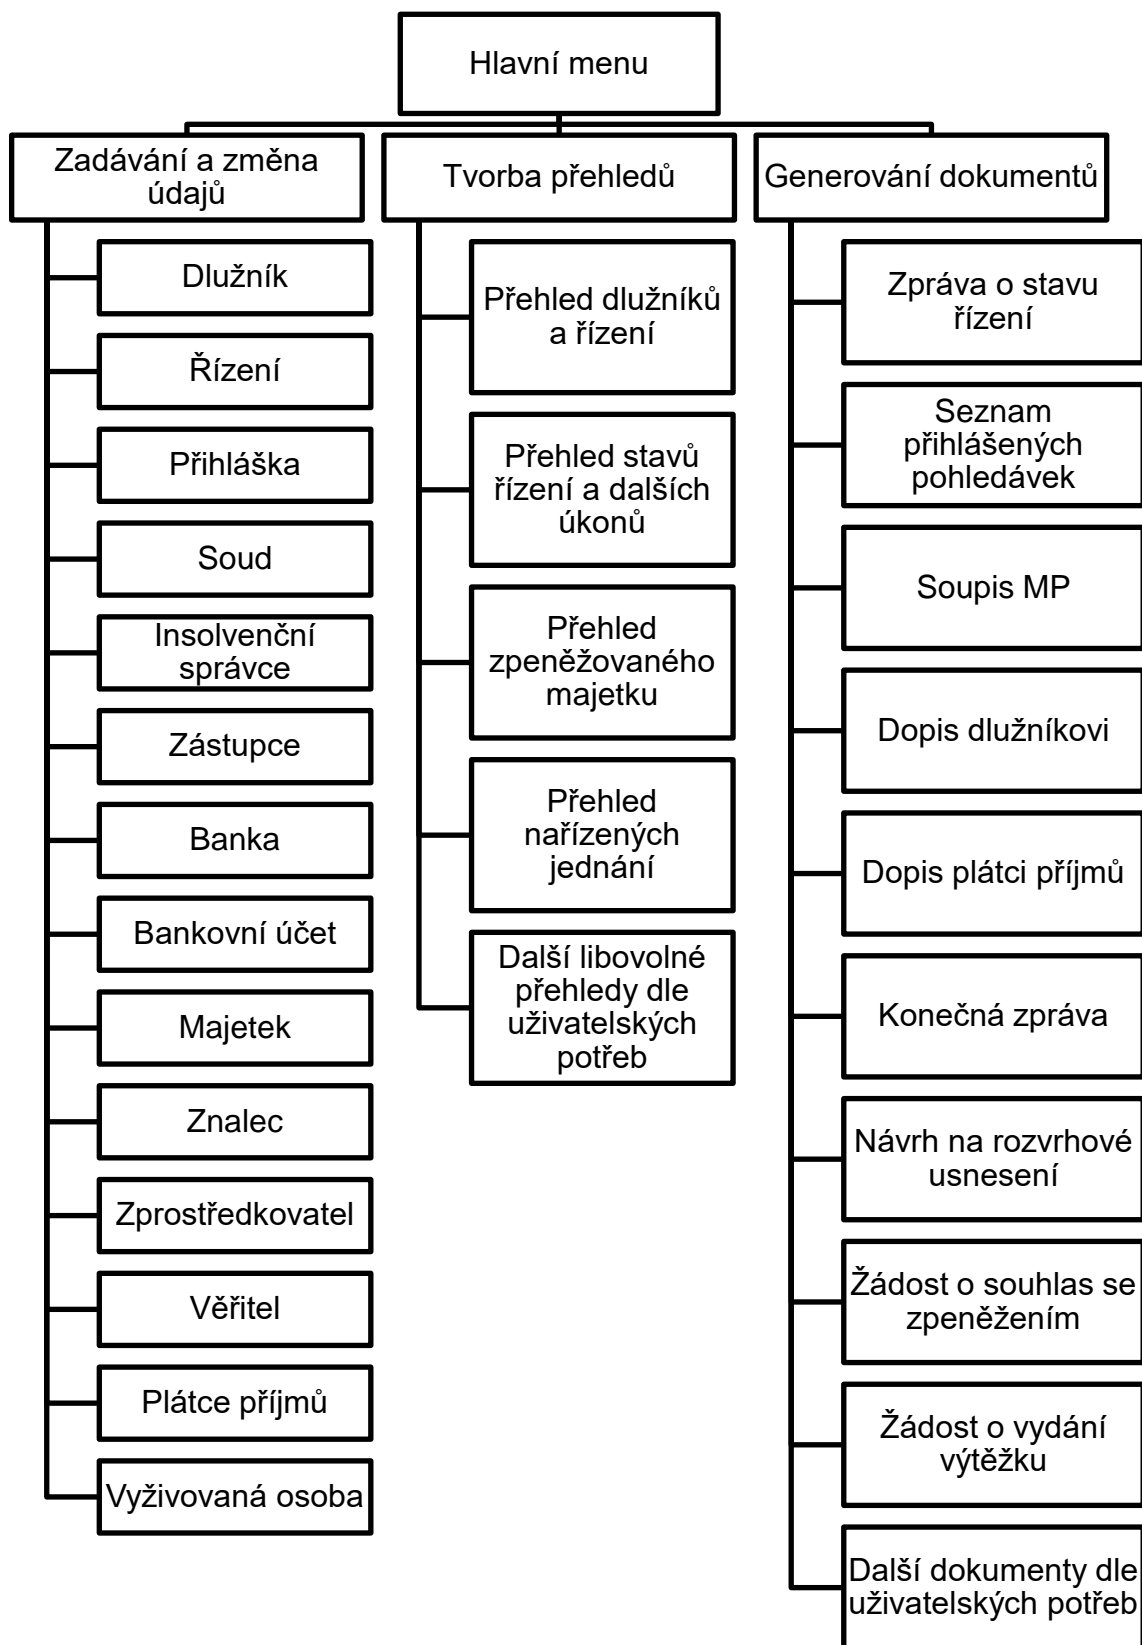 Hlavní menu
Zadávání a změna
údajů
Dlužník
Řízení
Přihláška
Soud
Insolvenční
správce
Zástupce
Banka
Bankovní účet
Majetek
Znalec
Zprostředkovatel
Věřitel
Plátce příjmů
Vyživovaná osoba
Tvorba přehledů
Přehled dlužníků
a řízení
Přehled stavů
řízení a dalších
úkonů
Přehled
zpeněžovaného
majetku
Přehled
nařízených
jednání
Další libovolné
přehledy dle
uživatelských
potřeb
Generování dokumentů
Zpráva o stavu
řízení
Seznam
přihlášených
pohledávek
Soupis MP
Dopis dlužníkovi
Dopis plátci příjmů
Konečná zpráva
Návrh na rozvrhové
usnesení
Žádost o souhlas se
zpeněžením
Žádost o vydání
výtěžku
Další dokumenty dle
uživatelských potřeb